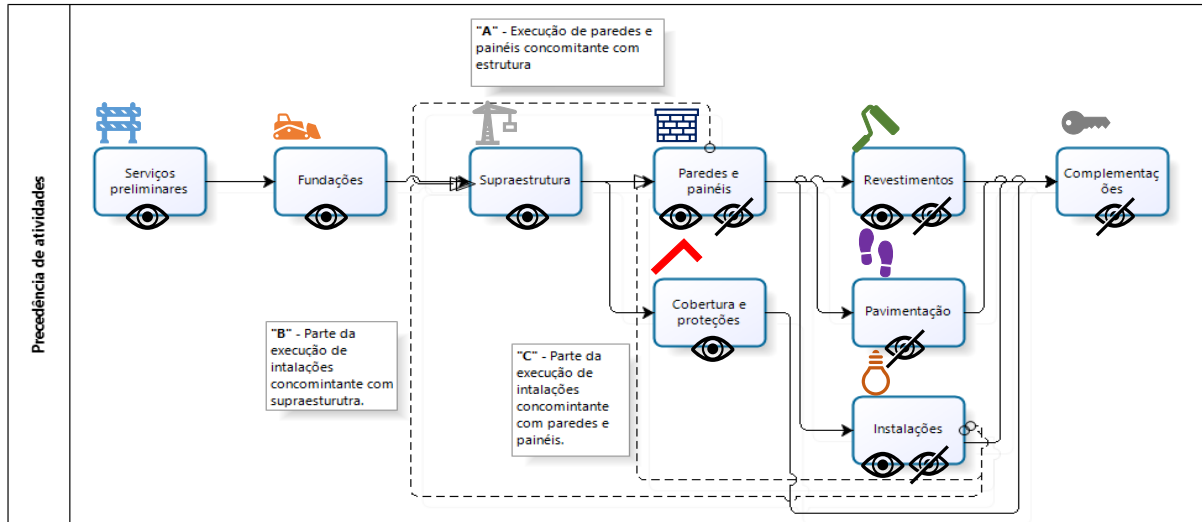 Precedência de atividades
"A" - Execução de paredes e
painéis concomitante com
estrutura
Serviços
preliminares
Fundações
Supraestrutura
Paredes e
painéis
Revestimentos
Complementaç
ões
Cobertura e
proteções
Pavimentação
"B" - Parte da
execução de
intalações
concomintante com
supraesturutra.
"C" - Parte da
execução de
intalações
concomintante
com paredes e
painéis.
Instalações